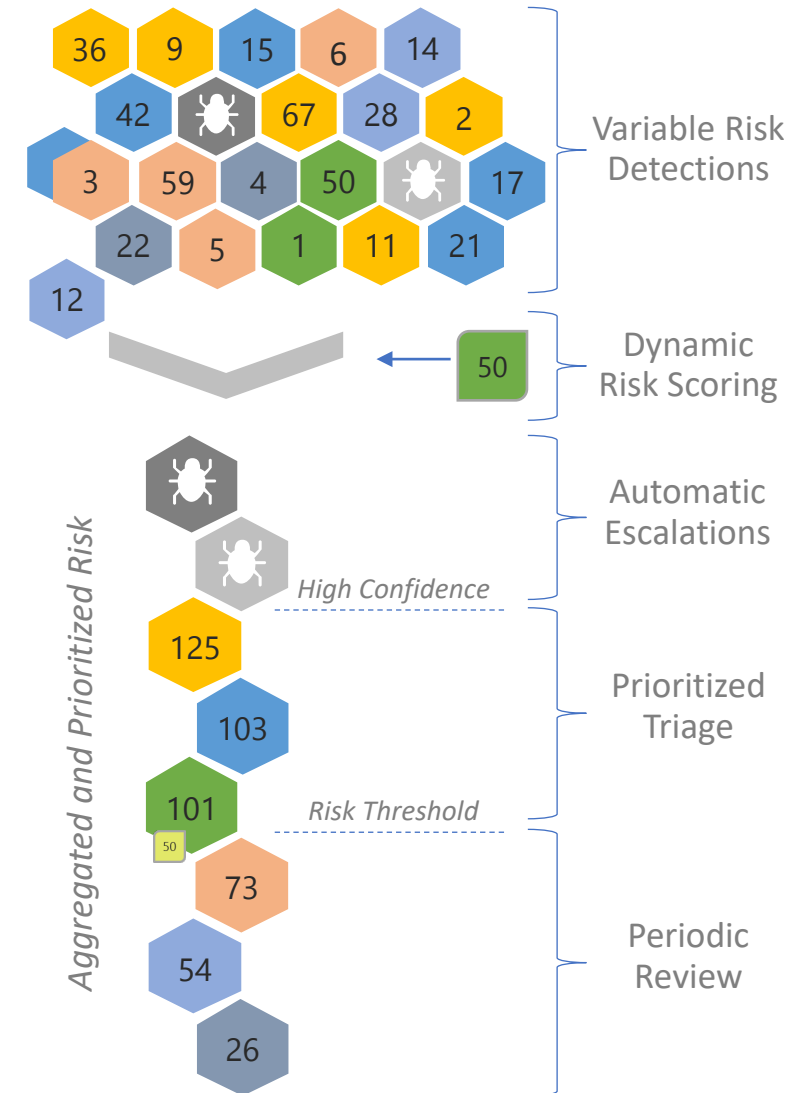 36 9 15 6 14
42 67 28 2
3 59 4 50 17
22 5 1 11 21
12
Variable Risk
Detections
50
Dynamic
Risk Scoring
Automatic
Escalations
Aggregated and Prioritized Risk
High Confidence
125
103
Prioritized
Triage
101
50
Risk Threshold
73
54
26
Periodic
Review